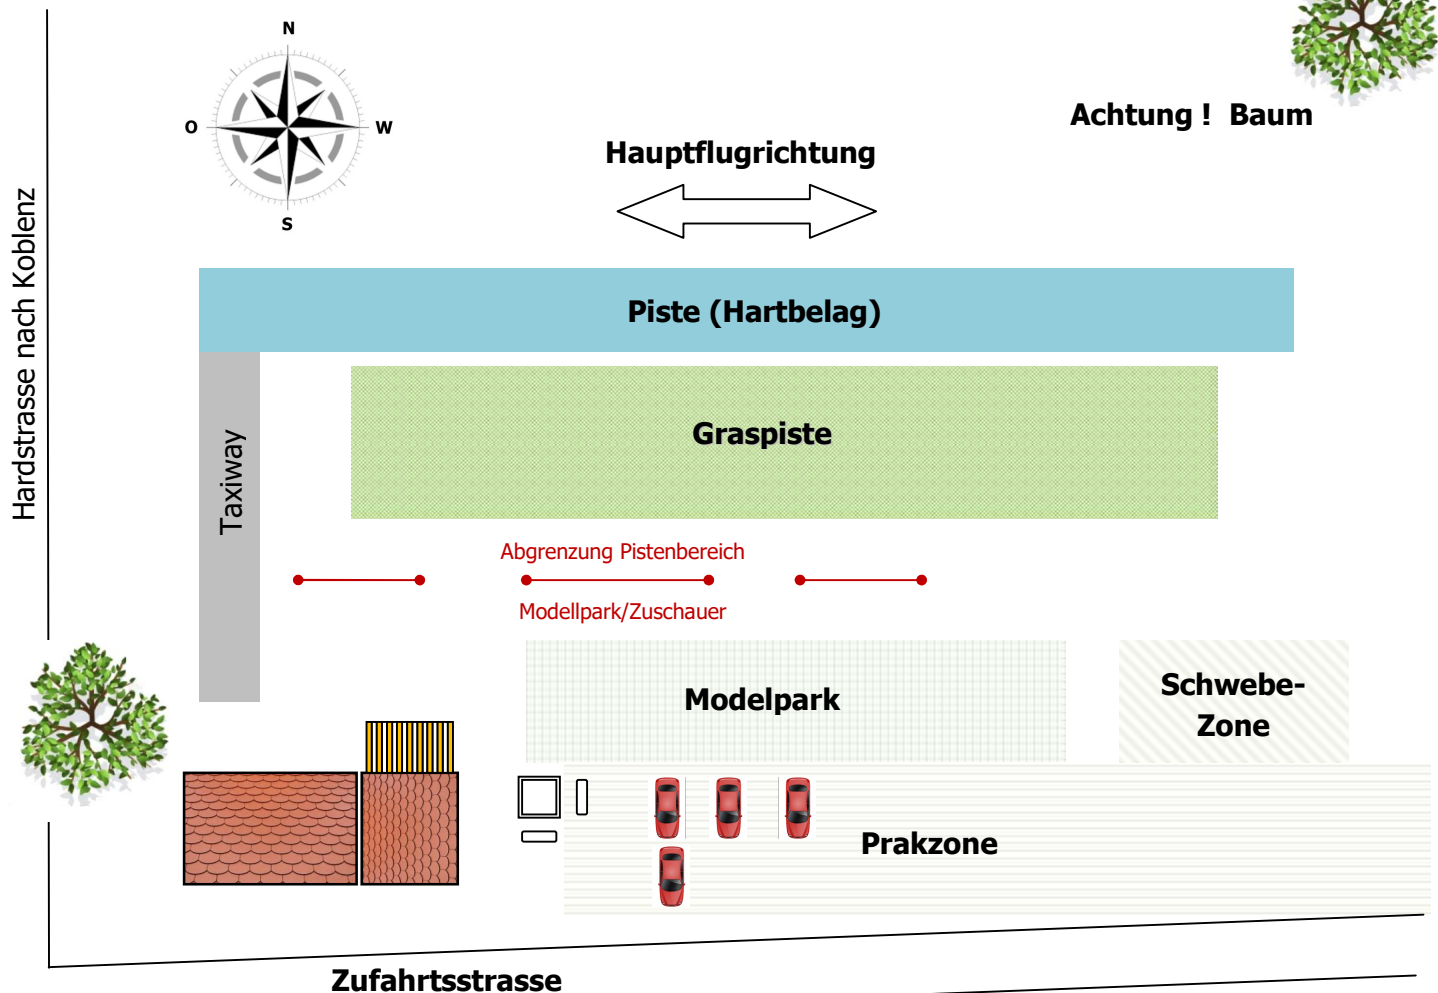 N
O
W
S
Achtung ! Baum
Hauptflugrichtung
Hardstrasse nach Koblenz
Piste (Hartbelag)
Graspiste
Taxiway
Abgrenzung Pistenbereich
Modellpark/Zuschauer
Modelpark
Schwebe-
Zone
Prakzone
Zufahrtsstrasse